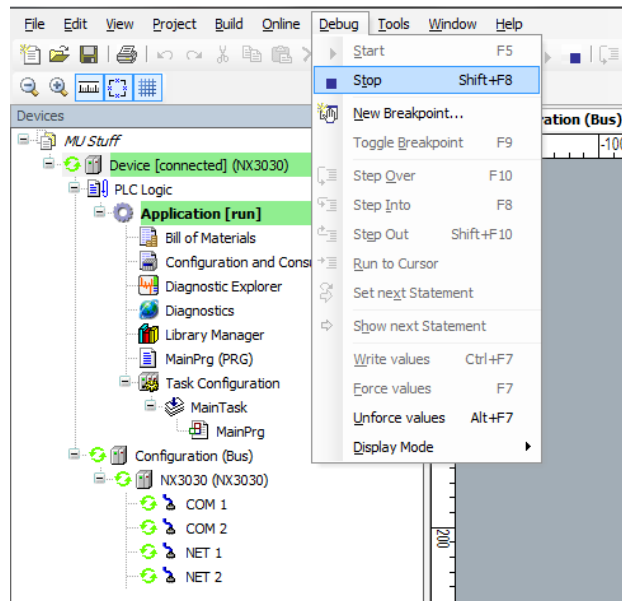 File Edit View Project Build Online Debug Tools Window Help
Start F5
Stop Shift+F8
New Breakpoint...
Toggle Breakpoint F9
Step Over F10
Step Into F8
Step Out Shift+F10
Run to Cursor
Set next Statement
Show next Statement
Write values Ctrl+F7
Force values F7
Unforce values Alt+F7
Display Mode
Devices
MU Stuff
Device [connected] (NX3030)
PLC Logic
Application [run]
Bill of Materials
Configuration and Cons
Diagnostic Explorer
Diagnostics
Library Manager
MainPrg (PRG)
Task Configuration
MainTask
MainPrg
Configuration (Bus)
NX3030 (NX3030)
COM 1
COM 2
NET 1
NET 2
ration (Bus)
-100
200